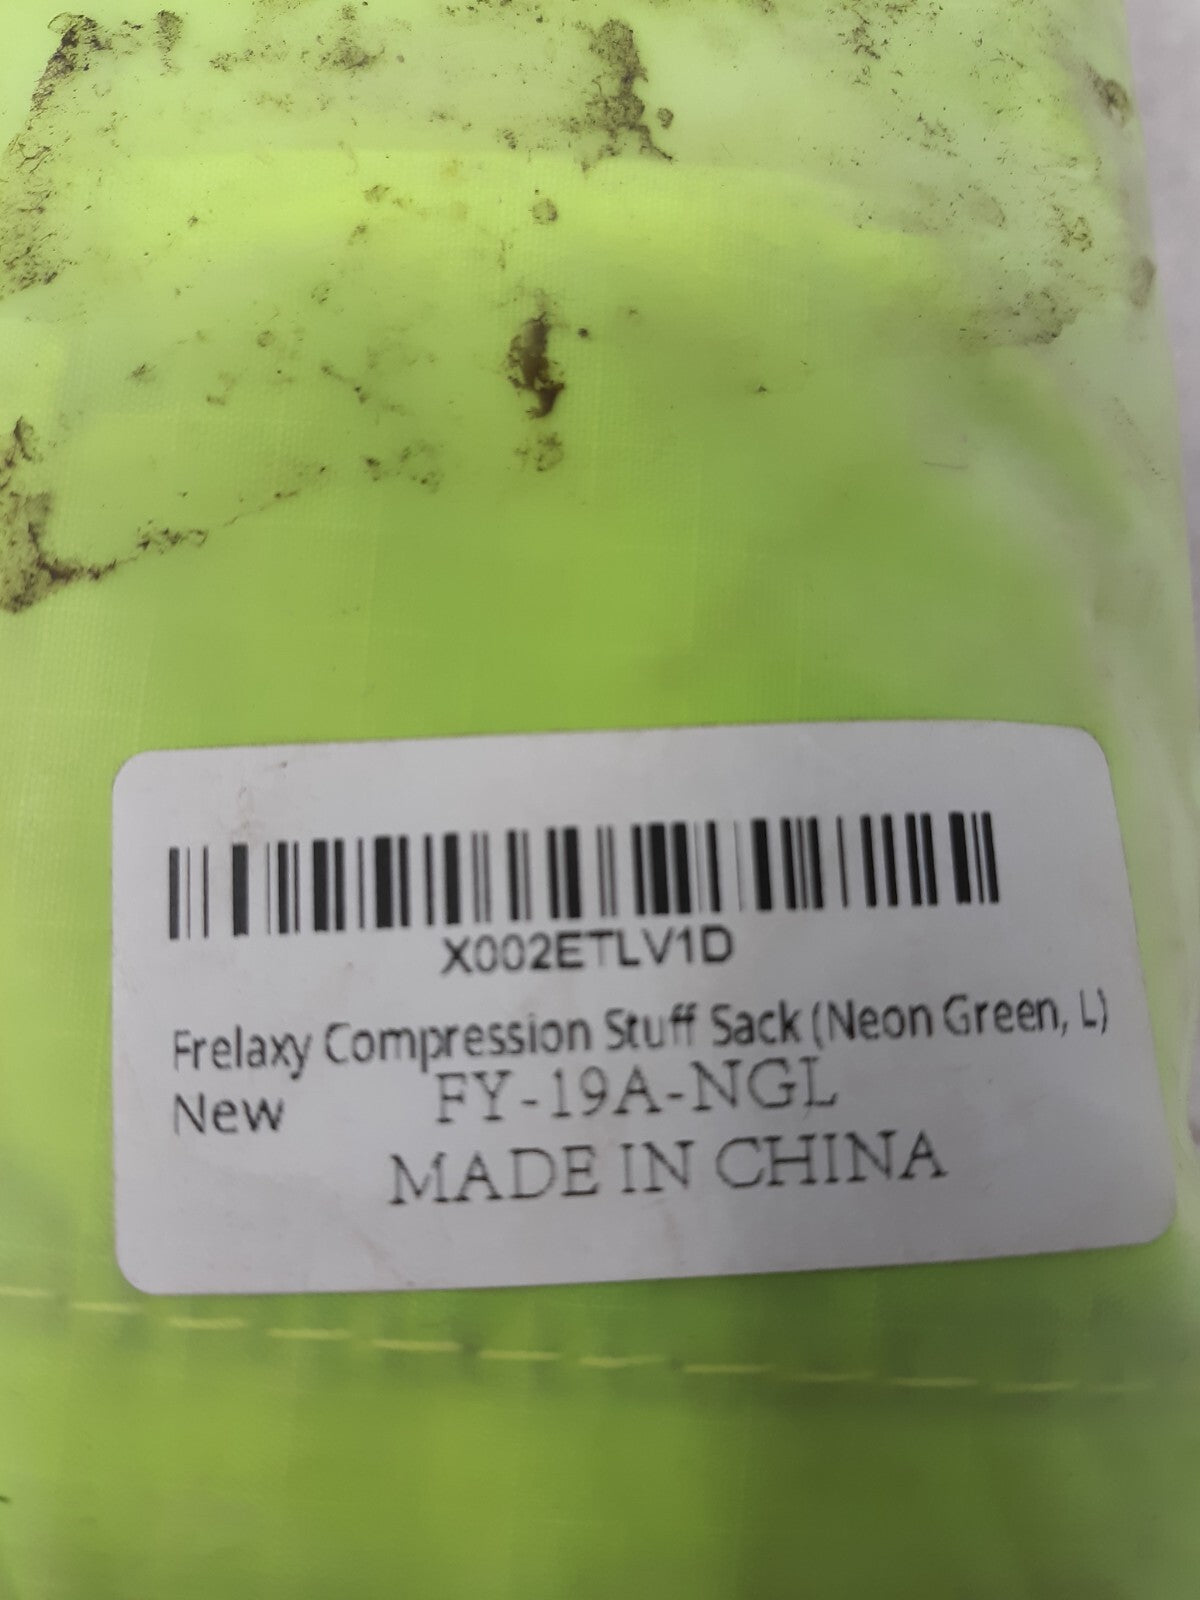 X002ETLV1D
Frelaxy Compression Stuff Sack (Neon Green, L)
New FY-19A-NGL
MADE IN CHINA